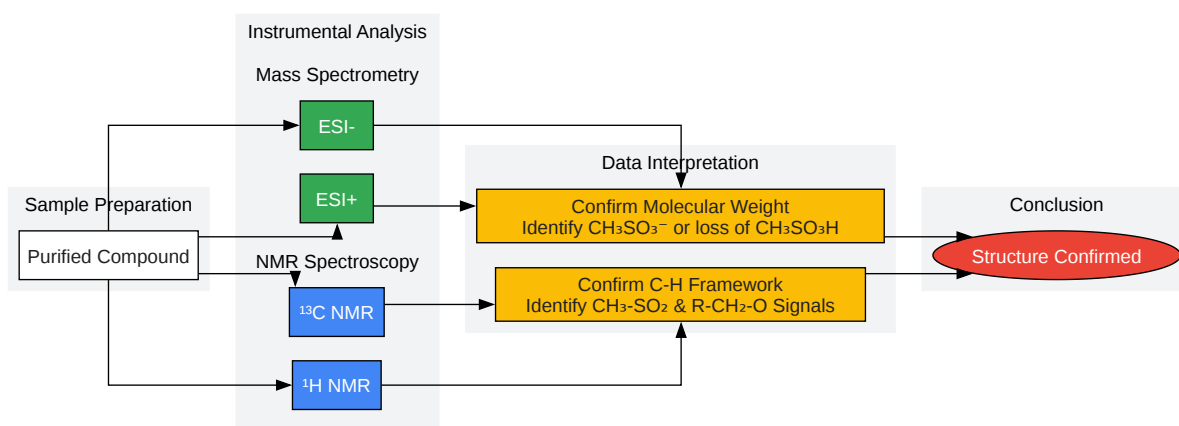 Instrumental Analysis
Mass Spectrometry
ESI-
Data Interpretation
ESI+
Sample Preparation
Confirm Molecular Weight
Identify CH₃SO₃⁻ or loss of CH₃SO₃H
Conclusion
Purified Compound
Structure Confirmed
NMR Spectroscopy
Confirm C-H Framework
Identify CH₃-SO₂ & R-CH₂-O Signals
¹³C NMR
¹H NMR